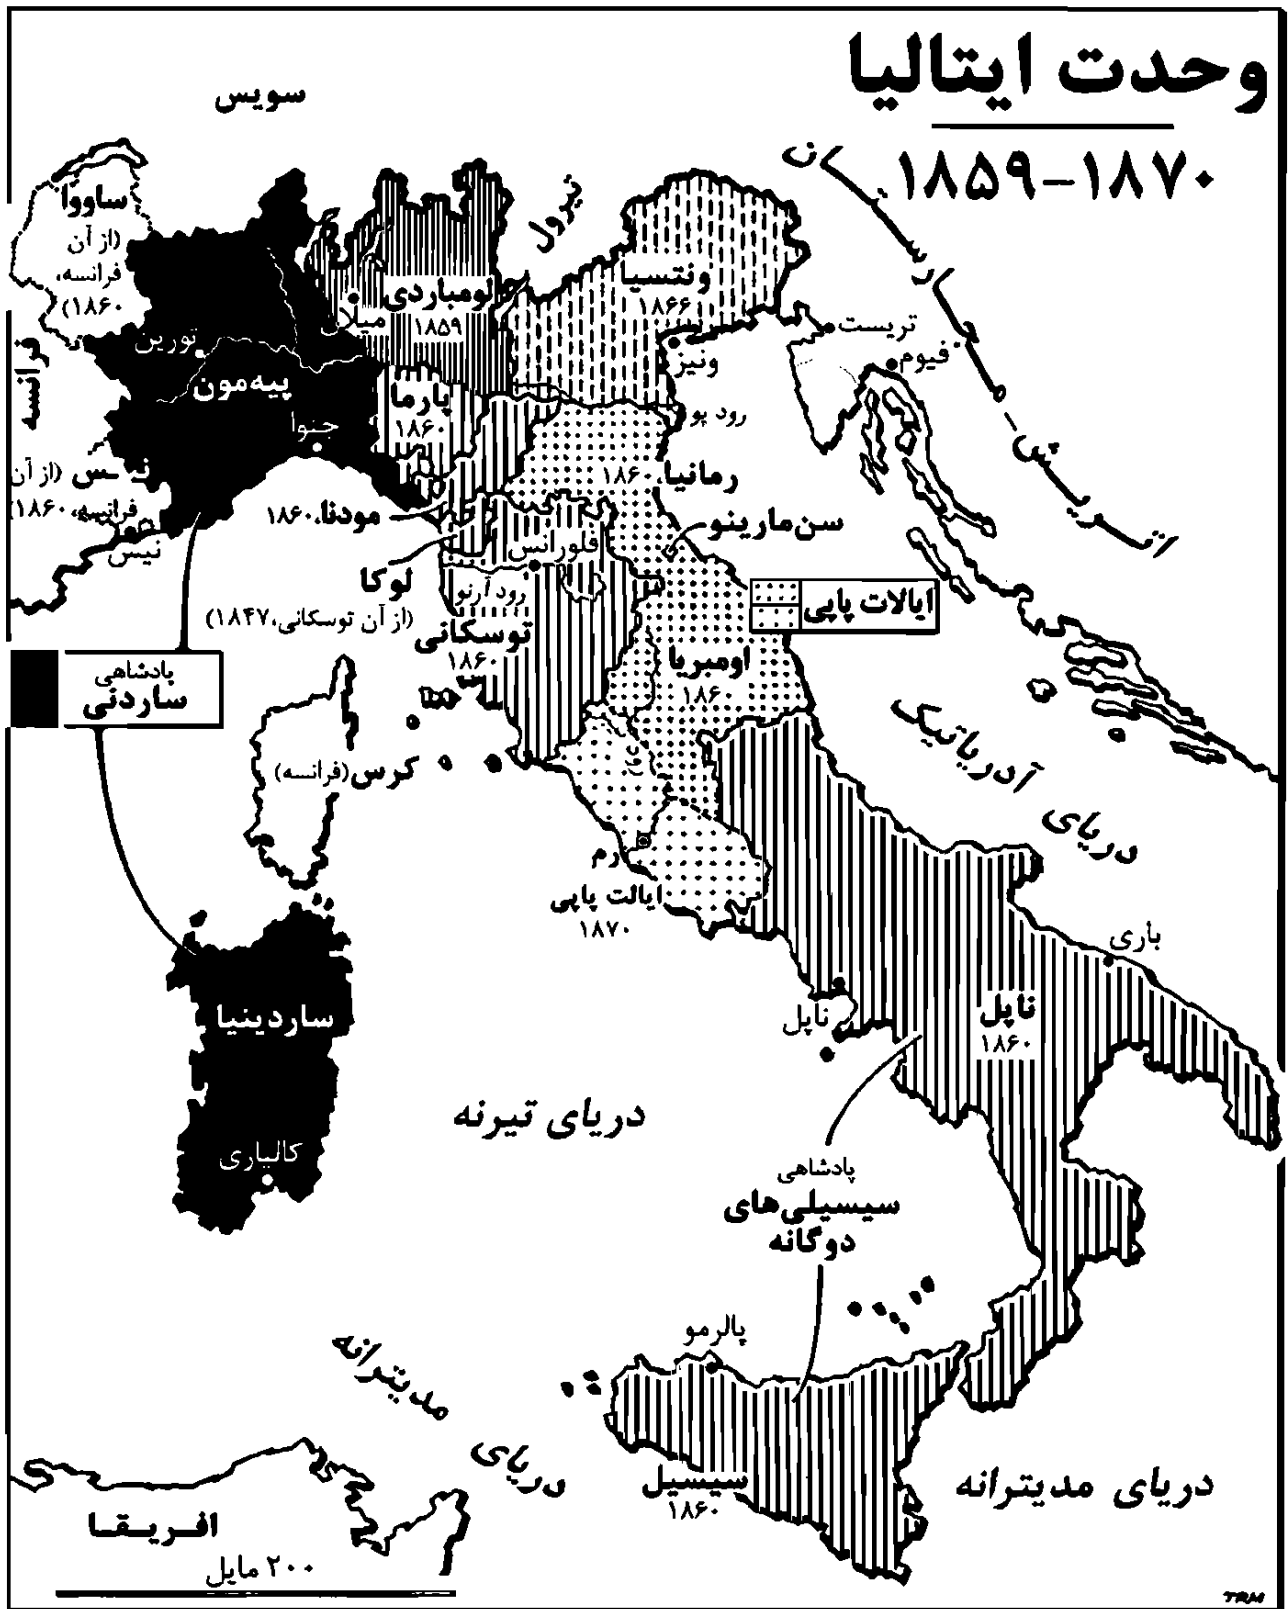 وحدت ایتالیا
۱۸۵۹-۱۸۷۰
سویس
ساووا
(از آن
فرانسه،
۱۸۶۰)
تیرول
ونتسیا
۱۸۶۶
لومباردی
۱۸۵۹
میلان
تریست
فیوم
ونیز
اتریش-مجارستان
فرانسه
تورین
پیه‌مون
جنوا
پارما
۱۸۶۰
رود پو
رمانیا، ۱۸۶۰
نیس (از آن
فرانسه، ۱۸۶۰)
نیس
مودنا، ۱۸۶۰
سن‌مارینو
فلورانس
لوکا
(از آن توسکانی، ۱۸۴۷)
رود آرنو
توسکانی
۱۸۶۰
ایالات پاپی
اومبریا
۱۸۶۰
پادشاهی
ساردنی
کرس (فرانسه)
دریای آدریاتیک
رم
ایالت پاپی
۱۸۷۰
باری
ناپل
ناپل
۱۸۶۰
ساردینیا
کالیاری
دریای تیرنه
پادشاهی
سیسیلی‌های
دوگانه
پالرمو
دریای مدیترانه
سیسیل
۱۸۶۰
دریای مدیترانه
افریقا
۲۰۰ مایل
TRM